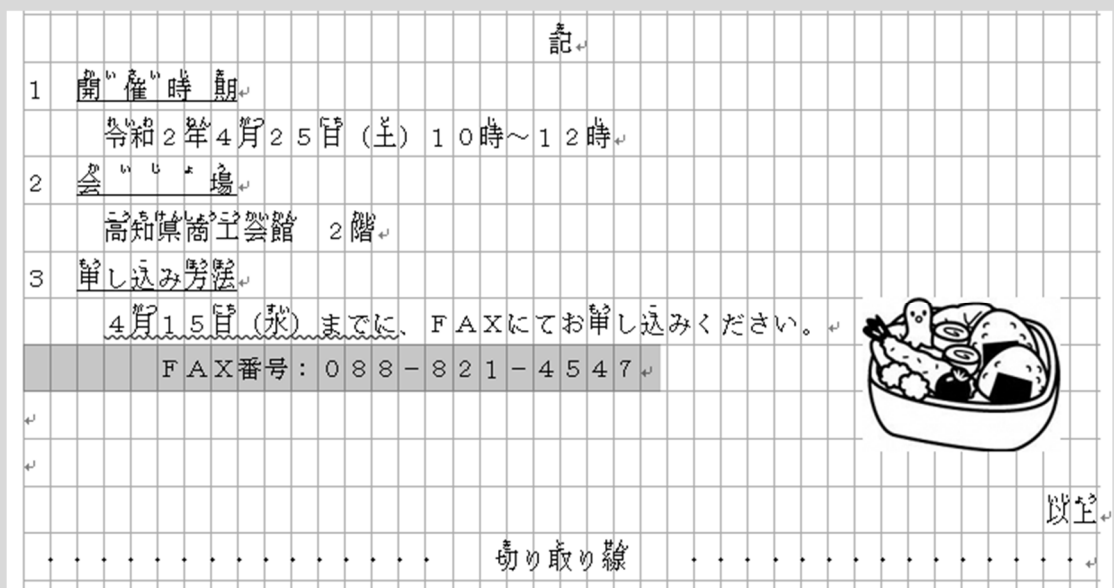 記
1 開催時期
令和2年4月25日(土)10時~12時
2 会場
高知県商工会館 2階
3 申し込み方法
4月15日(水)までに、FAXにてお申し込みください。
FAX番号:088-821-4547
以上
・・・・・・・・・・・・・・・ 切り取り線 ・・・・・・・・・・・・・・・